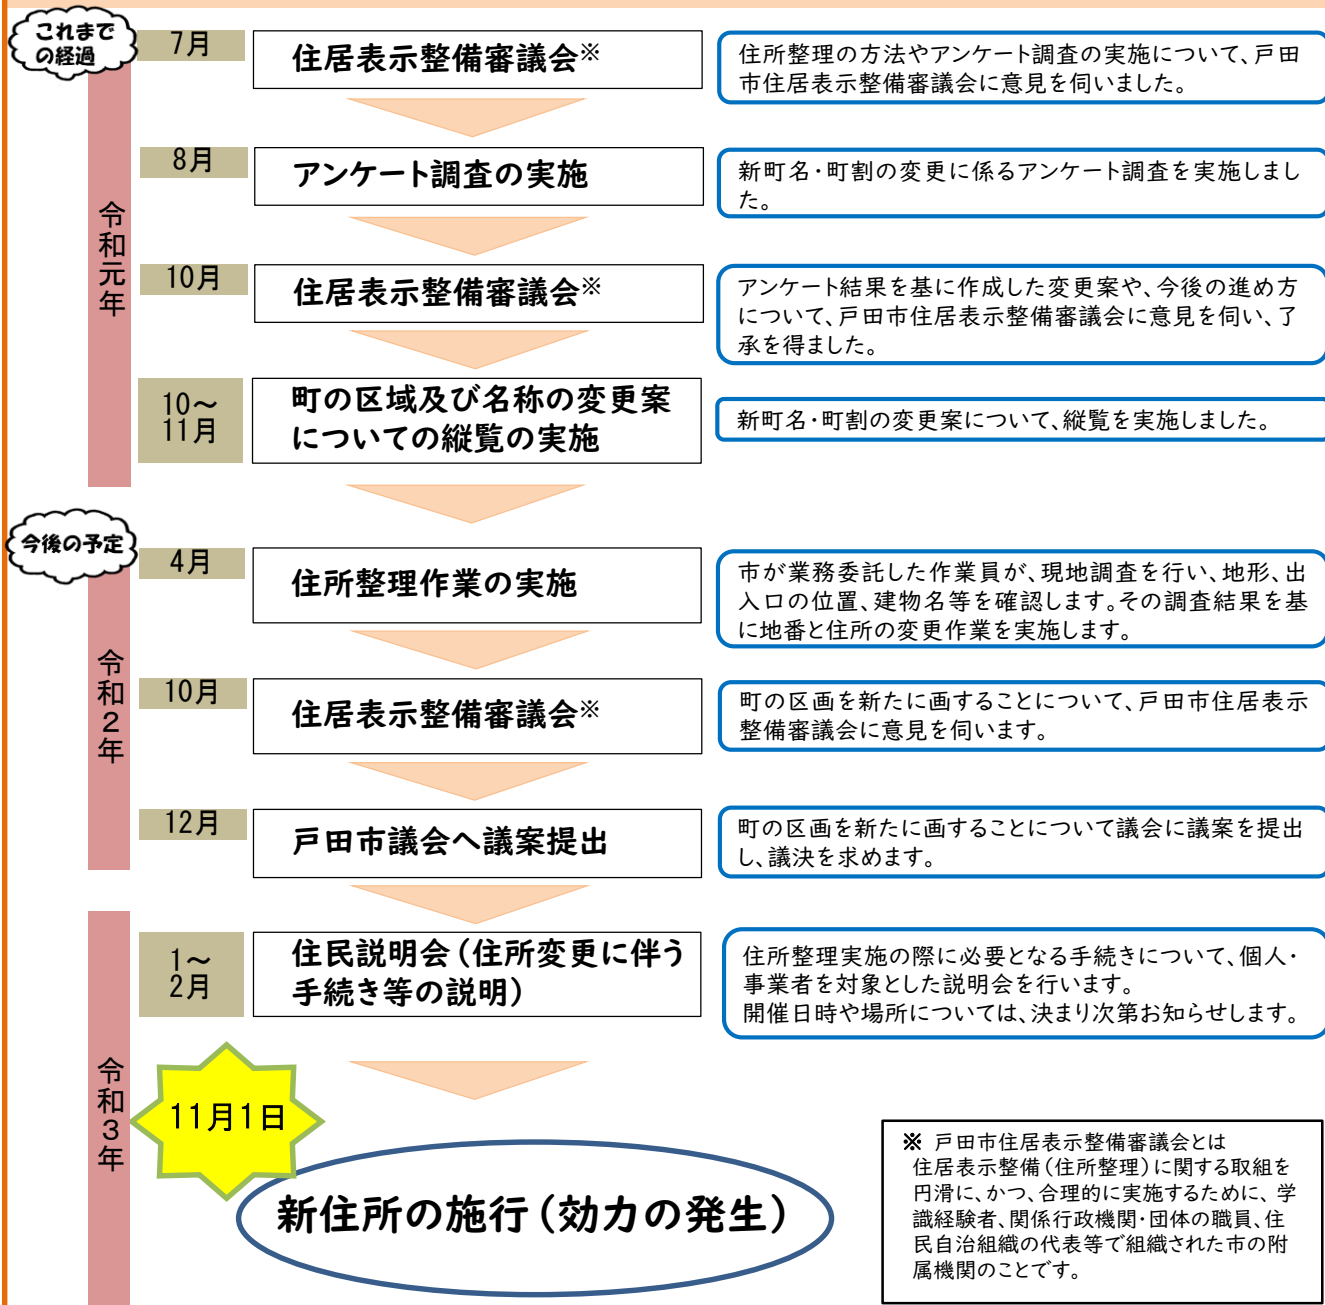 これまで
の経過
令和元年
7月
住居表示整備審議会※
住所整理の方法やアンケート調査の実施について、戸田
市住居表示整備審議会に意見を伺いました。
8月
アンケート調査の実施
新町名・町割の変更に係るアンケート調査を実施しまし
た。
10月
住居表示整備審議会※
アンケート結果を基に作成した変更案や、今後の進め方
について、戸田市住居表示整備審議会に意見を伺い、了
承を得ました。
10～
11月
町の区域及び名称の変更案
についての縦覧の実施
新町名・町割の変更案について、縦覧を実施しました。
今後の予定
令和２年
4月
住所整理作業の実施
市が業務委託した作業員が、現地調査を行い、地形、出
入口の位置、建物名等を確認します。その調査結果を基
に地番と住所の変更作業を実施します。
10月
住居表示整備審議会※
町の区画を新たに画することについて、戸田市住居表示
整備審議会に意見を伺います。
12月
戸田市議会へ議案提出
町の区画を新たに画することについて議会に議案を提出
し、議決を求めます。
令和３年
1～
2月
住民説明会（住所変更に伴う
手続き等の説明）
住所整理実施の際に必要となる手続きについて、個人・
事業者を対象とした説明会を行います。
開催日時や場所については、決まり次第お知らせします。
11月1日
新住所の施行（効力の発生）
※ 戸田市住居表示整備審議会とは
住居表示整備（住所整理）に関する取組を
円滑に、かつ、合理的に実施するために、学
識経験者、関係行政機関・団体の職員、住
民自治組織の代表等で組織された市の附
属機関のことです。